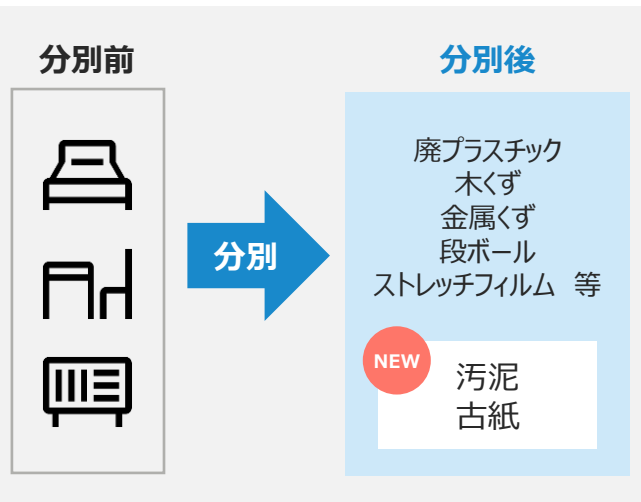 分別前
分別後
分別
廃プラスチック
木くず
金属くず
段ボール
ストレッチフィルム　等
NEW
汚泥
古紙